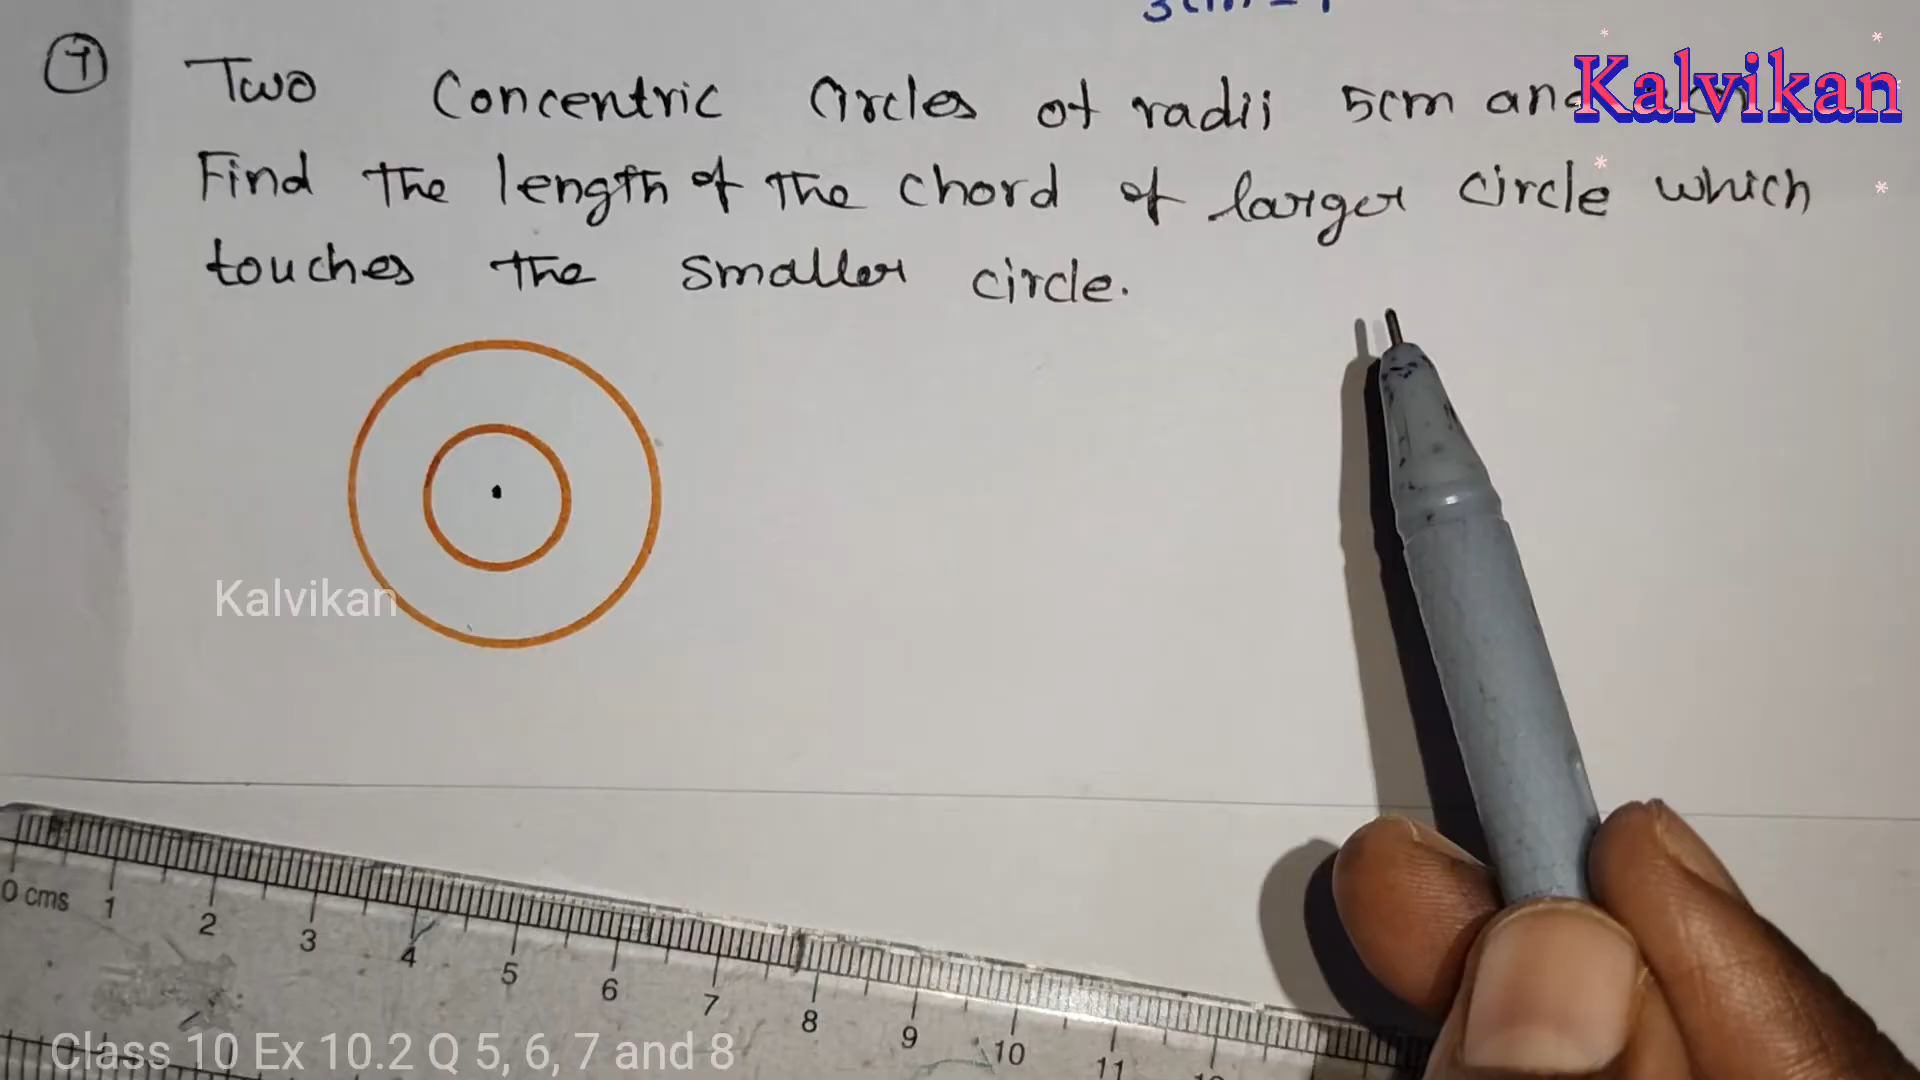 7 Two Concentric Circles of radii 5cm and
Kalvikan
Find the length of the chord of larger circle which
touches the smaller circle.
Kalvikan
0 cms 1 2 3 4 5 6 7 8 9 10 11
Class 10 Ex 10.2 Q 5, 6, 7 and 8